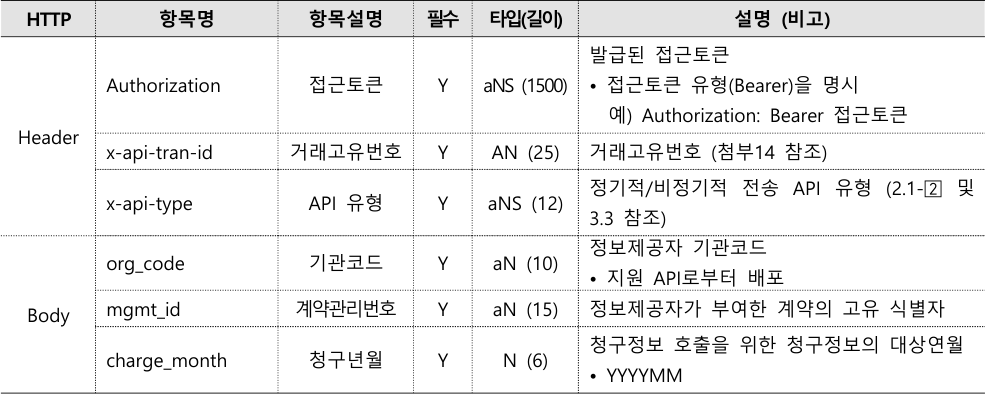 HTTP 항목명 항목설명 필수 타입(길이) 설명 (비고)
Header
Authorization 접근토큰 Y aNS (1500) 발급된 접근토큰
• 접근토큰 유형(Bearer)을 명시
예) Authorization: Bearer 접근토큰
x-api-tran-id 거래고유번호 Y AN (25) 거래고유번호 (첨부14 참조)
x-api-type API 유형 Y aNS (12) 정기적/비정기적 전송 API 유형 (2.1-2 및
3.3 참조)
Body
org_code 기관코드 Y aN (10) 정보제공자 기관코드
• 지원 API로부터 배포
mgmt_id 계약관리번호 Y aN (15) 정보제공자가 부여한 계약의 고유 식별자
charge_month 청구년월 Y N (6) 청구정보 호출을 위한 청구정보의 대상연월
• YYYYMM